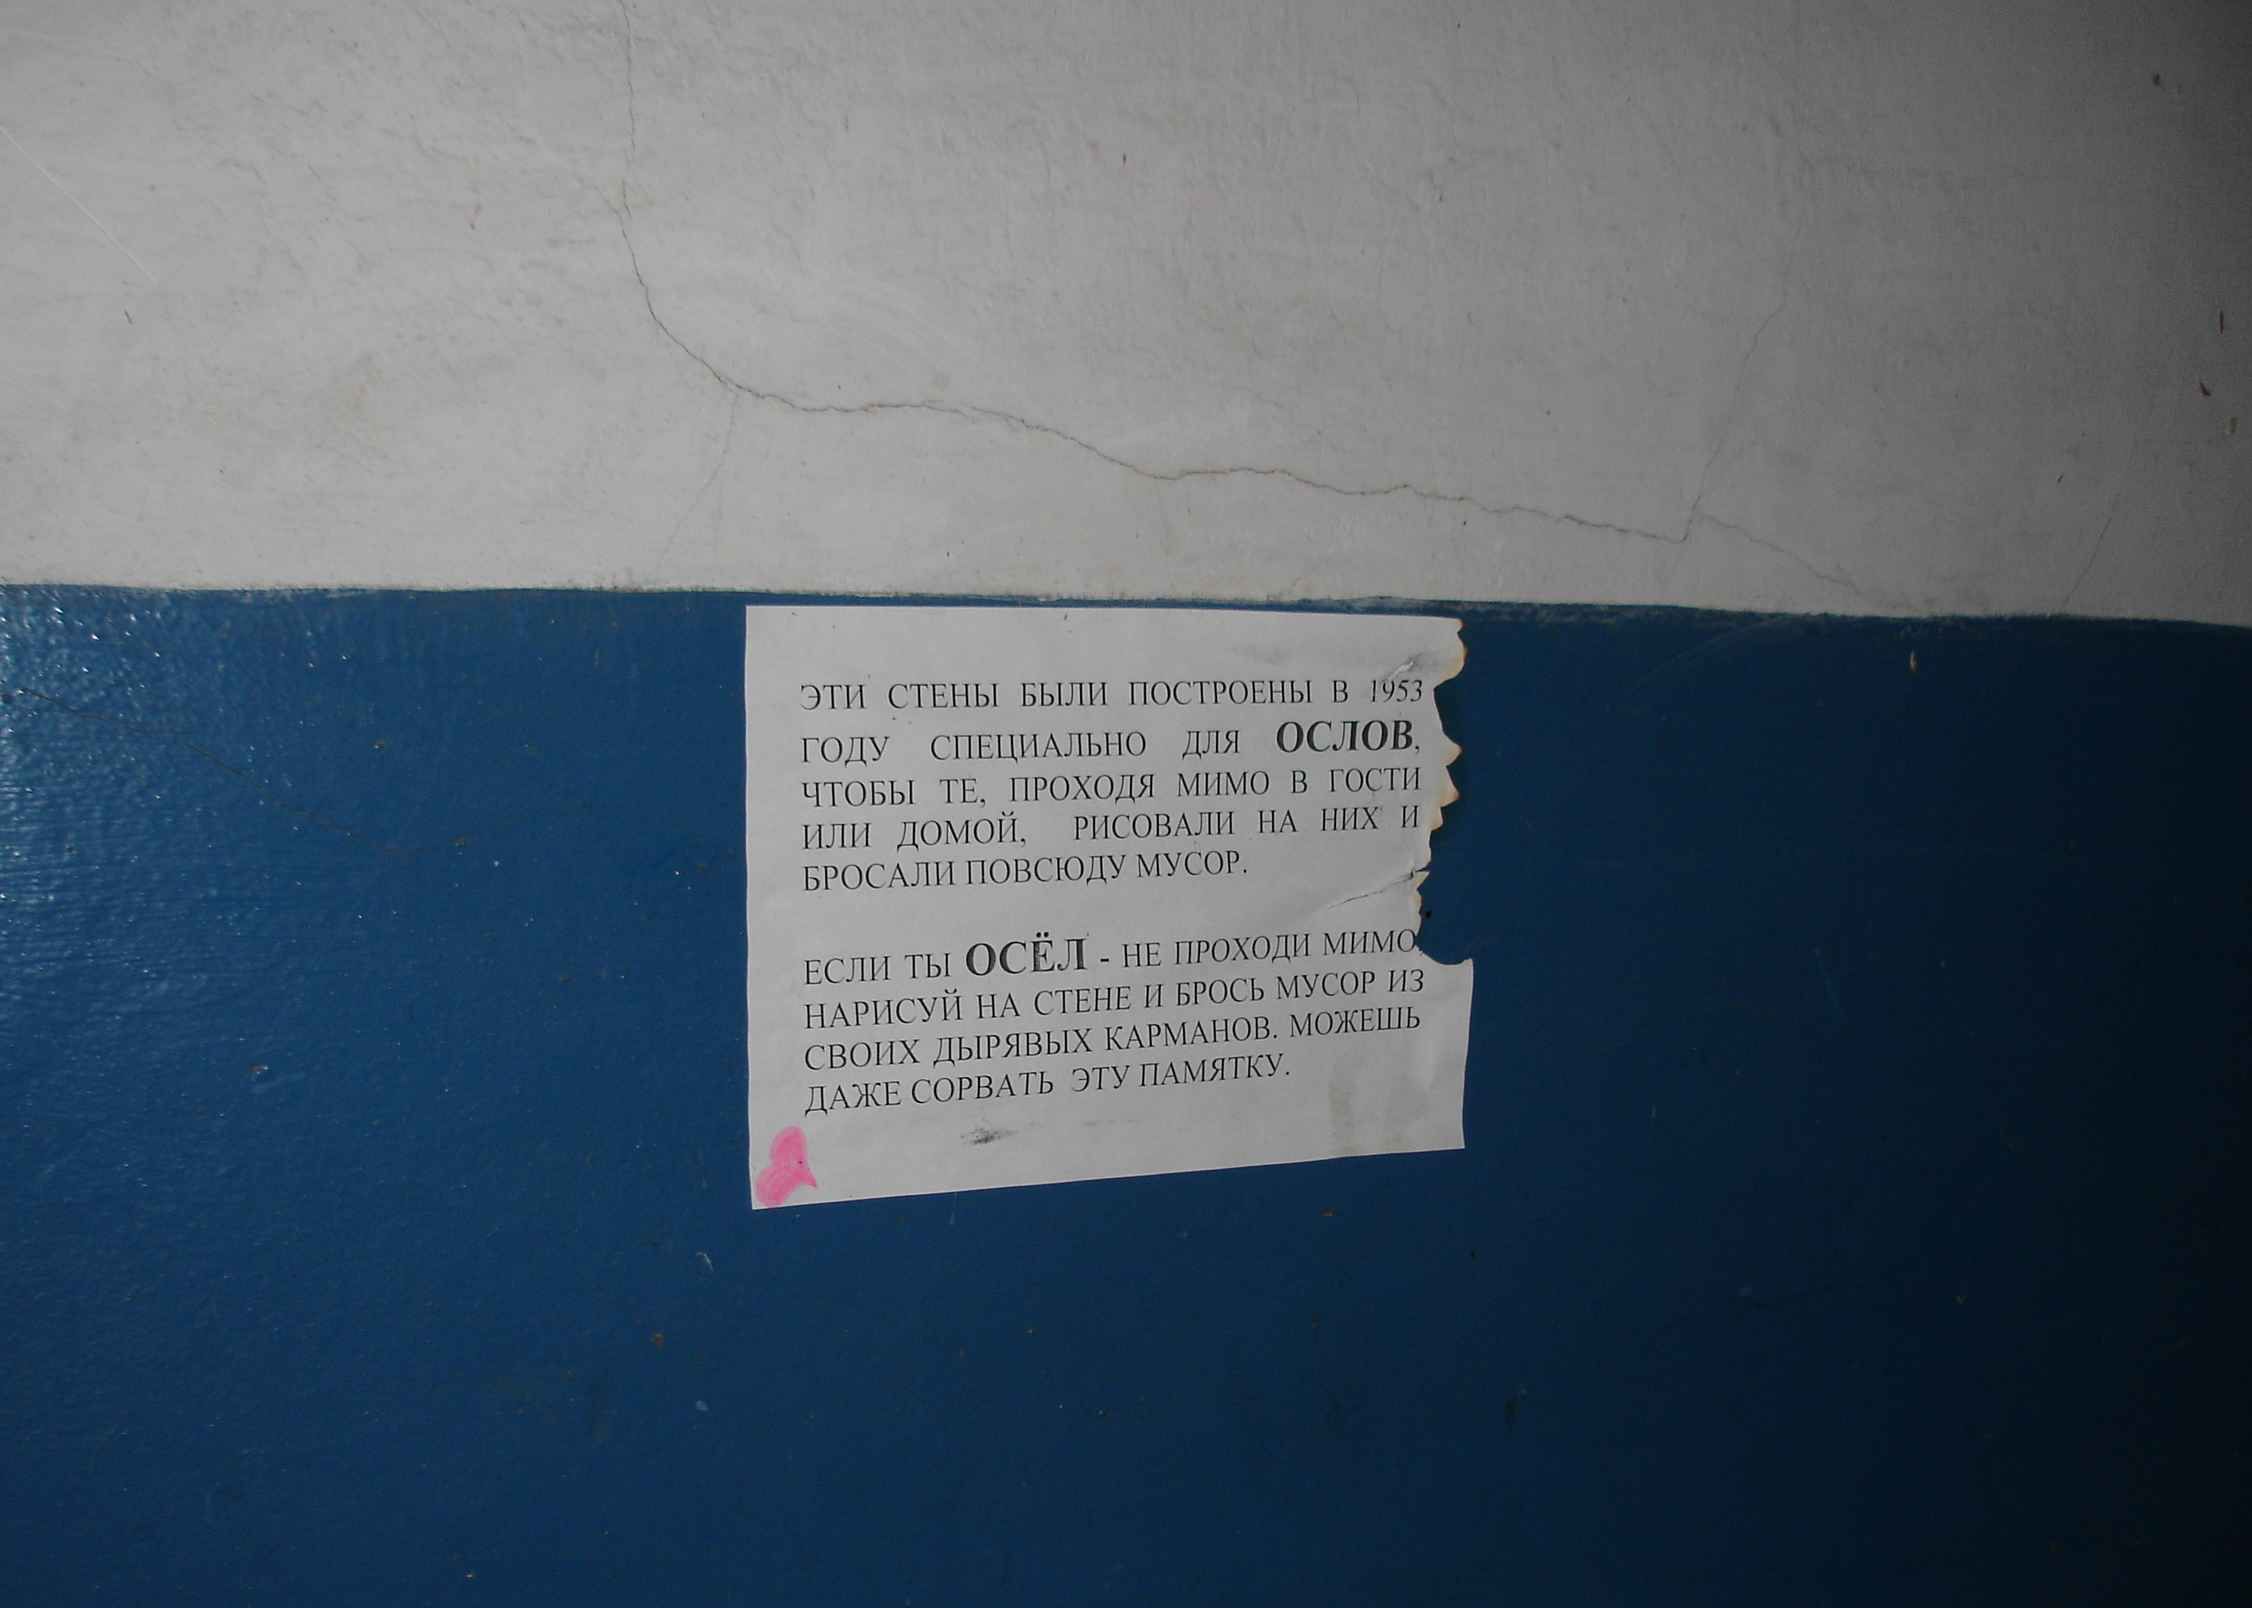 ЭТИ СТЕНЫ БЫЛИ ПОСТРОЕНЫ В 1953
ГОДУ СПЕЦИАЛЬНО ДЛЯ ОСЛОВ,
ЧТОБЫ ТЕ, ПРОХОДЯ МИМО В ГОСТИ
ИЛИ ДОМОЙ, РИСОВАЛИ НА НИХ И
БРОСАЛИ ПОВСЮДУ МУСОР.
ЕСЛИ ТЫ ОСЁЛ - НЕ ПРОХОДИ МИМО
НАРИСУЙ НА СТЕНЕ И БРОСЬ МУСОР ИЗ
СВОИХ ДЫРЯВЫХ КАРМАНОВ. МОЖЕШЬ
ДАЖЕ СОРВАТЬ ЭТУ ПАМЯТКУ.